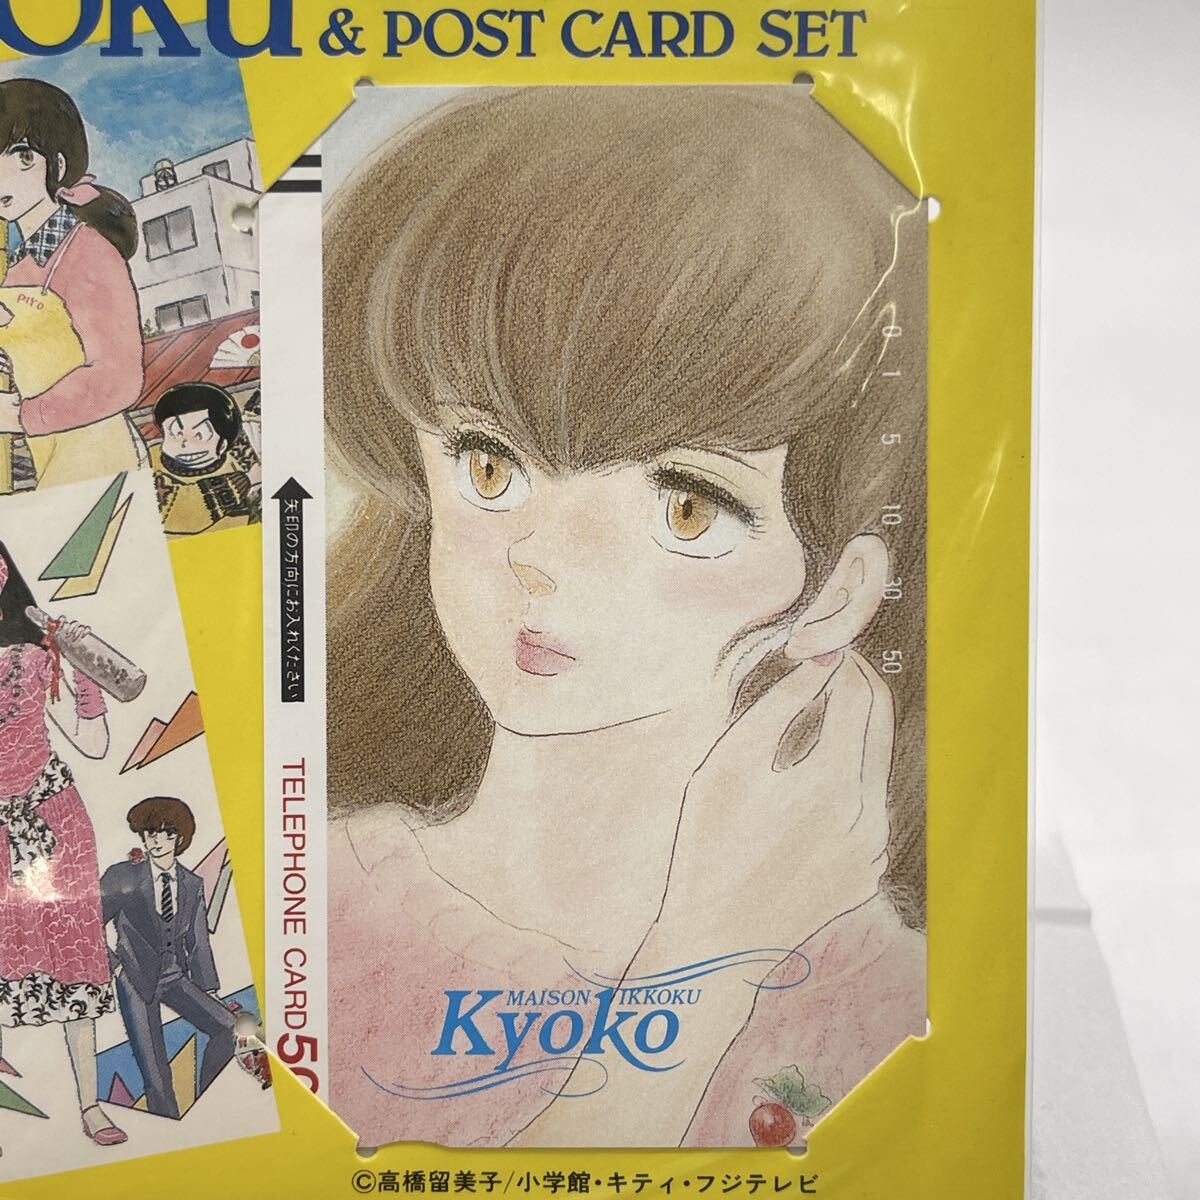 oku & POST CARD SET
PIYO
0
1
5
10
30
50
矢印の方向にお入れください
TELEPHONE CARD 50
MAISON IKKOKU
Kyoko
©高橋留美子/小学館・キティ・フジテレビ